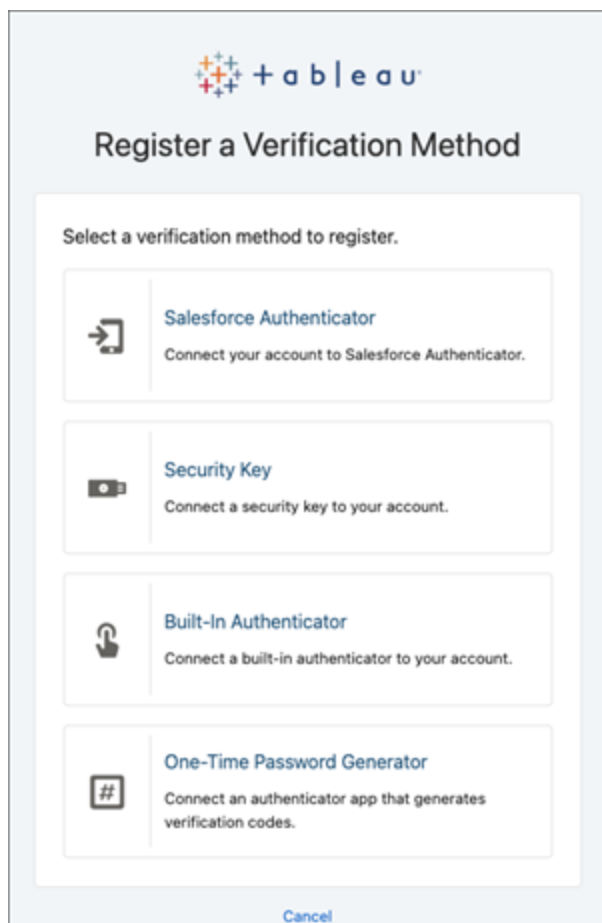 +ableau
Register a Verification Method
Select a verification method to register.
Salesforce Authenticator
Connect your account to Salesforce Authenticator.
Security Key
Connect a security key to your account.
Built-In Authenticator
Connect a built-in authenticator to your account.
#
One-Time Password Generator
Connect an authenticator app that generates
verification codes.
Cancel